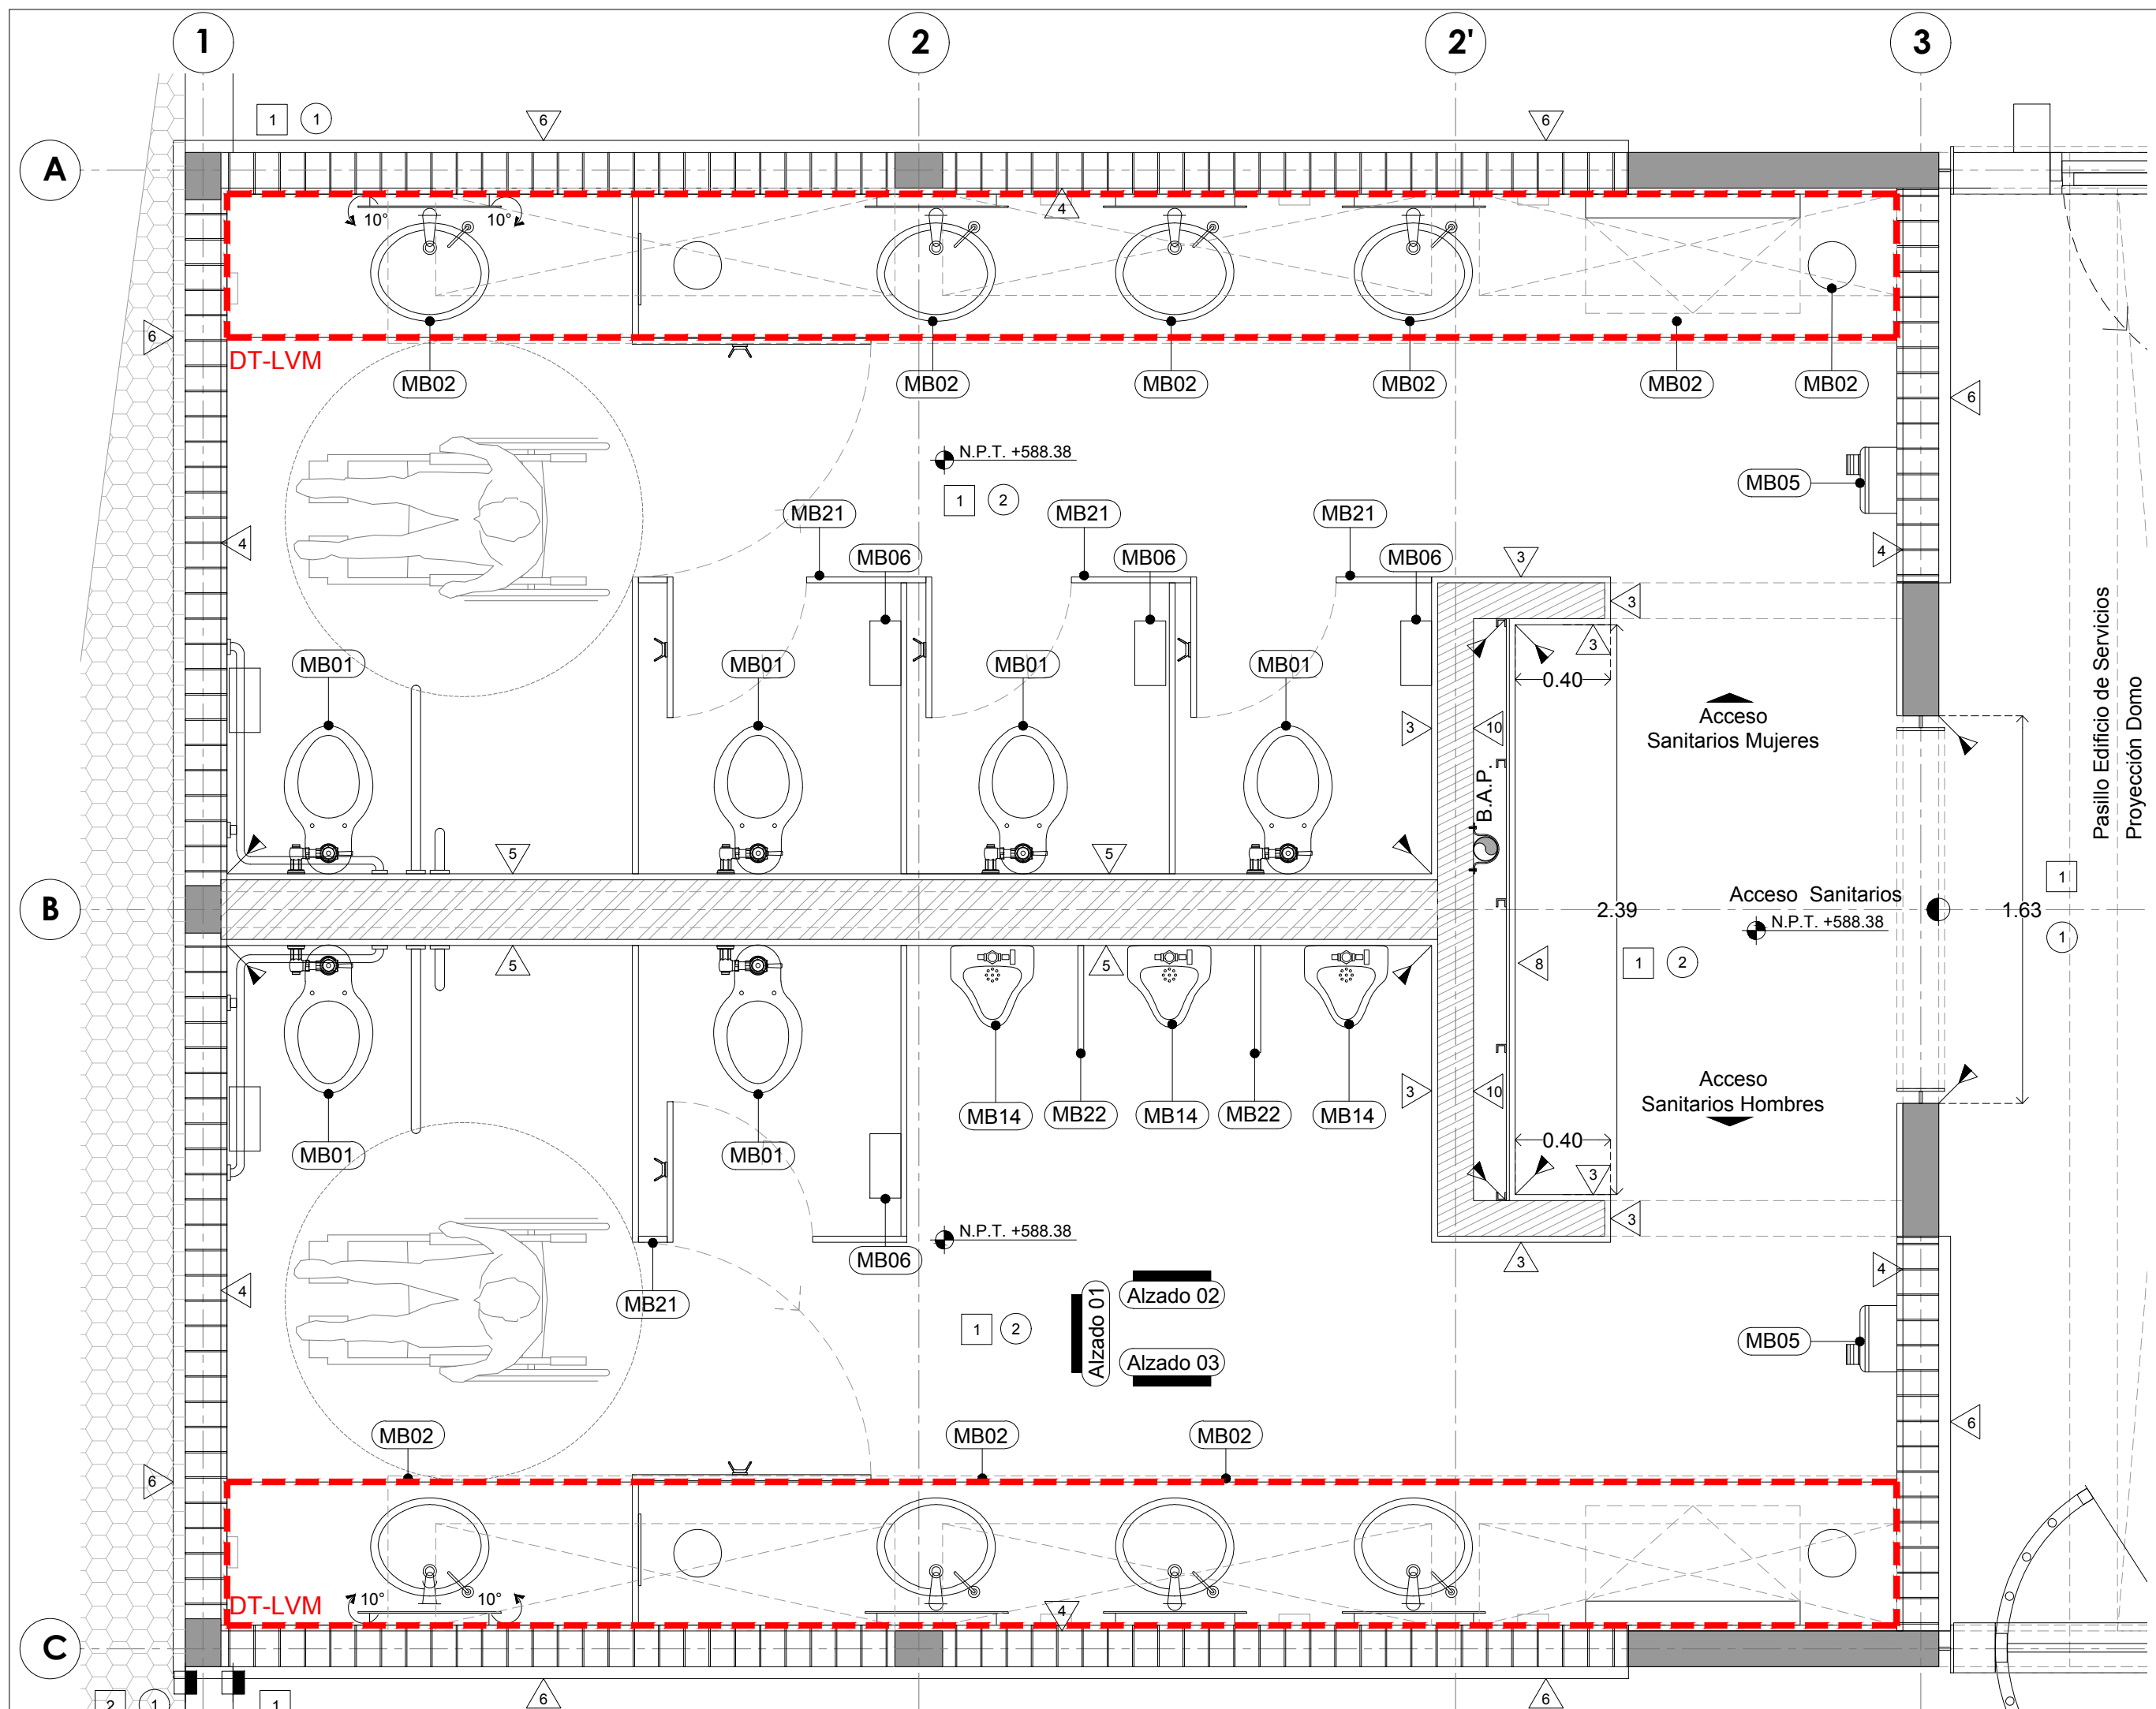 1
2
2'
3
1
1
6
6
A
10°
10°
4
6
DT-LVM
MB02
MB02
MB02
MB02
MB02
MB02
6
N.P.T. +588.38
MB05
1
2
MB21
MB21
MB21
4
4
MB06
MB06
MB06
3
3
MB01
MB01
MB01
MB01
3
0.40
Acceso
Sanitarios Mujeres
3
10
B.A.P.
Pasillo Edificio de Servicios
Proyección Domo
5
5
1
B
2.39
Acceso Sanitarios
N.P.T. +588.38
1.63
1
5
5
8
1
2
MB01
MB01
MB14
MB22
MB14
MB22
MB14
3
10
Acceso
Sanitarios Hombres
0.40
3
3
N.P.T. +588.38
MB06
3
4
4
MB21
1
2
Alzado 01
Alzado 02
Alzado 03
MB05
6
MB02
MB02
MB02
6
DT-LVM
10°
10°
4
C
2
1
1
6
6